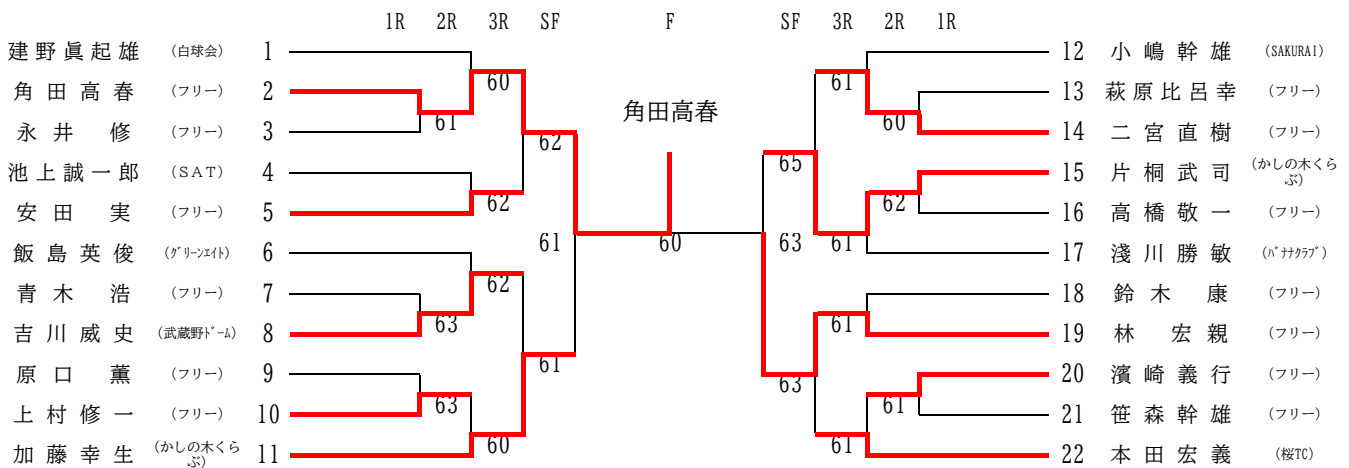 1R 2R 3R SF F SF 3R 2R 1R
建野眞起雄 (白球会) 1
角田高春 (フリー) 2
永井 修 (フリー) 3
池上誠一郎 (SAT) 4
安田 実 (フリー) 5
飯島英俊 (グリーンエイト) 6
青木 浩 (フリー) 7
吉川威史 (武蔵野ドーム) 8
原口 薫 (フリー) 9
上村修一 (フリー) 10
加藤幸生 (かしの木くら
ぶ) 11
60
61
62
62
62
63
63
60
61
61
角田高春
60
12 小嶋幹雄 (SAKURAI)
13 萩原比呂幸 (フリー)
14 二宮直樹 (フリー)
15 片桐武司 (かしの木くら
ぶ)
16 高橋敬一 (フリー)
17 淺川勝敏 (バナナクラブ)
18 鈴木 康 (フリー)
19 林 宏親 (フリー)
20 濱崎義行 (フリー)
21 笹森幹雄 (フリー)
22 本田宏義 (桜TC)
61
60
65
62
61
63
61
63
61
61